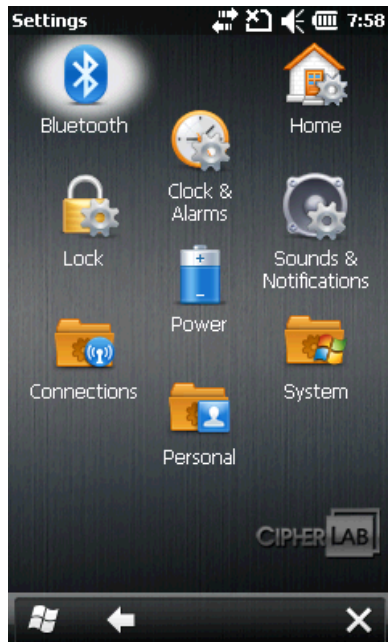 Settings 7:58
Bluetooth
Home
Clock &
Alarms
Lock
Sounds &
Notifications
Power
Connections
System
Personal
CIPHERLAB